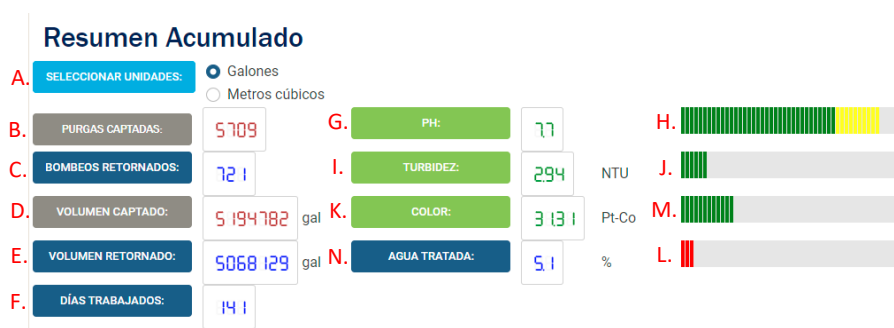 Resumen Acumulado
A. SELECCIONAR UNIDADES: Galones
Metros cúbicos
B. PURGAS CAPTADAS: 5709 G. PH: 7.7 H.
C. BOMBEOS RETORNADOS: 721 I. TURBIDEZ: 2.94 NTU J.
D. VOLUMEN CAPTADO: 5194782 gal K. COLOR: 31.31 Pt-Co M.
E. VOLUMEN RETORNADO: 5068129 gal N. AGUA TRATADA: 5.1 % L.
F. DÍAS TRABAJADOS: 141